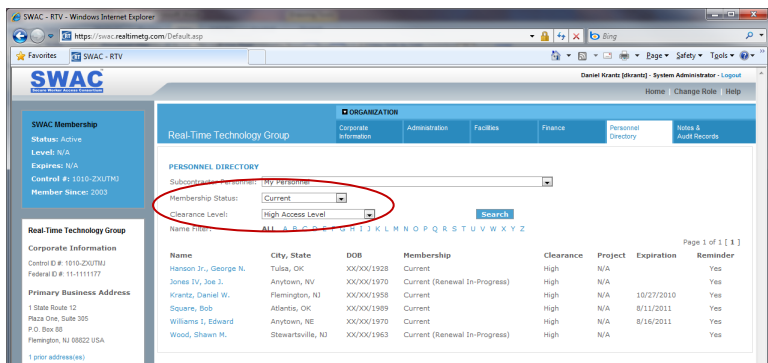 SWAC - RTV - Windows Internet Explorer
https://swac.realtimetg.com/Default.asp
Bing
Favorites
SWAC - RTV
Page Safety Tools
SWAC
Secure Worker Access Consortium
Daniel Krantz [dkrantz] - System Administrator - Logout
Home | Change Role | Help
SWAC Membership
Status: Active
Level: N/A
Expires: N/A
Control #: 1010-ZXUTMJ
Member Since: 2003
Real-Time Technology Group
Corporate Information
Control ID #: 1010-ZXUTMJ
Federal ID #: 11-1111177
Primary Business Address
1 State Route 12
Plaza One, Suite 305
P.O. Box 88
Flemington, NJ 08822 USA
1 prior address(es)
ORGANIZATION
Real-Time Technology Group
Corporate Information
Administration
Facilities
Finance
Personnel Directory
Notes & Audit Records
PERSONNEL DIRECTORY
Subcontractor Personnel: My Personnel
Membership Status: Current
Clearance Level: High Access Level Search
Name Filter: ALL A B C D E F G H I J K L M N O P Q R S T U V W X Y Z
Page 1 of 1 [ 1 ]
Name City, State DOB Membership Clearance Project Expiration Reminder
Hanson Jr., George N. Tulsa, OK XX/XX/1928 Current High N/A Yes
Jones IV, Joe J. Anytown, NV XX/XX/1970 Current (Renewal In-Progress) High N/A Yes
Krantz, Daniel W. Flemington, NJ XX/XX/1958 Current High N/A 10/27/2010 Yes
Square, Bob Atlantis, OK XX/XX/1989 Current High N/A 8/11/2011 Yes
Williams I, Edward Anytown, NE XX/XX/1970 Current High N/A 8/16/2011 Yes
Wood, Shawn M. Stewartsville, NJ XX/XX/1963 Current (Renewal In-Progress) High N/A Yes